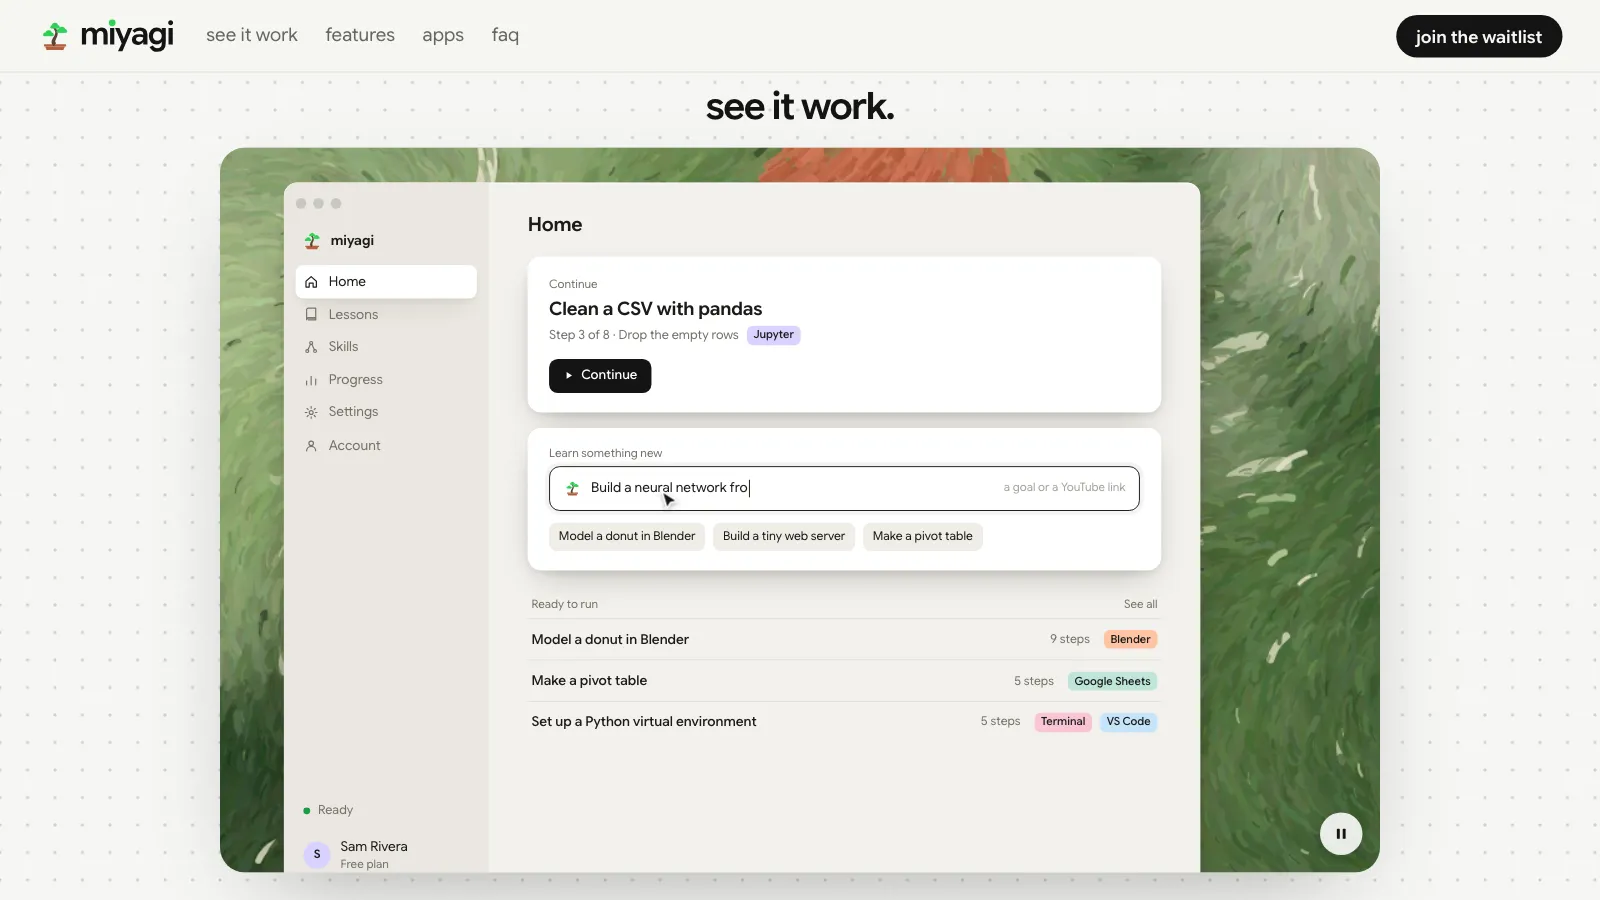 miyagi
see it work
features
apps
faq
join the waitlist
see it work.
miyagi
Home
Lessons
Skills
Progress
Settings
Account
Ready
S
Sam Rivera
Free plan
Home
Continue
Clean a CSV with pandas
Step 3 of 8 · Drop the empty rows Jupyter
Continue
Learn something new
Build a neural network fro
a goal or a YouTube link
Model a donut in Blender
Build a tiny web server
Make a pivot table
Ready to run
See all
Model a donut in Blender
9 steps Blender
Make a pivot table
5 steps Google Sheets
Set up a Python virtual environment
5 steps Terminal VS Code